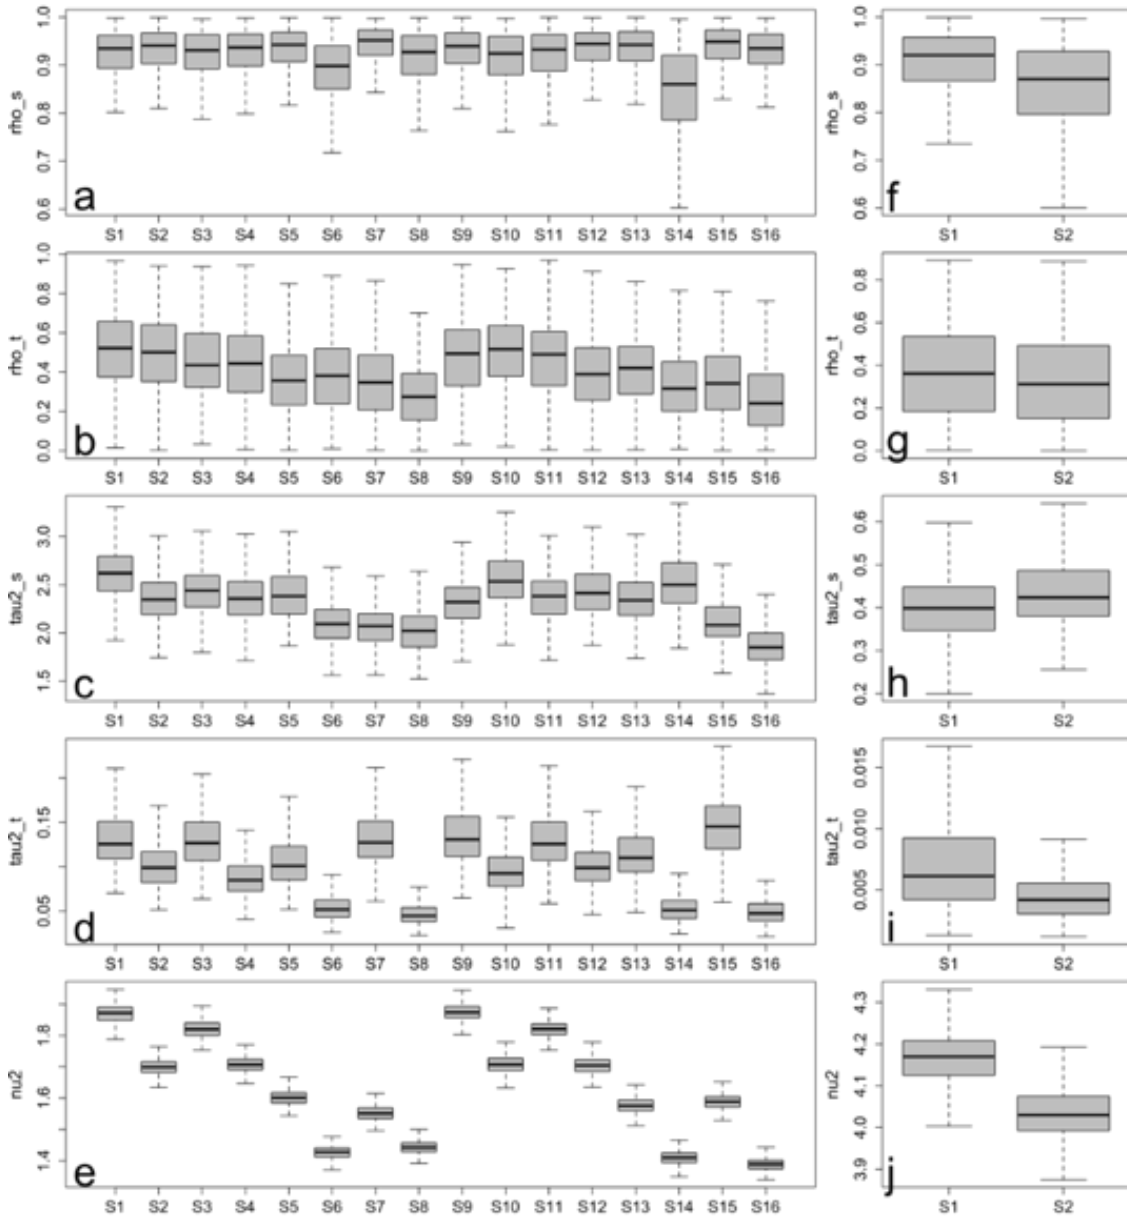 rho_s
1.0
0.9
0.8
0.7
0.6
a
S1 S2 S3 S4 S5 S6 S7 S8 S9 S10 S11 S12 S13 S14 S15 S16
rho_s
1.0
0.9
0.8
0.7
0.6
f
S1 S2
rho_t
1.0
0.8
0.6
0.4
0.2
0.0
b
S1 S2 S3 S4 S5 S6 S7 S8 S9 S10 S11 S12 S13 S14 S15 S16
rho_t
0.8
0.6
0.4
0.2
0.0
g
S1 S2
tau2_s
3.0
2.5
2.0
1.5
c
S1 S2 S3 S4 S5 S6 S7 S8 S9 S10 S11 S12 S13 S14 S15 S16
tau2_s
0.6
0.5
0.4
0.3
0.2
h
S1 S2
tau2_t
0.15
0.05
d
S1 S2 S3 S4 S5 S6 S7 S8 S9 S10 S11 S12 S13 S14 S15 S16
tau2_t
0.015
0.010
0.005
i
S1 S2
nu2
1.8
1.6
1.4
e
S1 S2 S3 S4 S5 S6 S7 S8 S9 S10 S11 S12 S13 S14 S15 S16
nu2
4.3
4.2
4.1
4.0
3.9
j
S1 S2